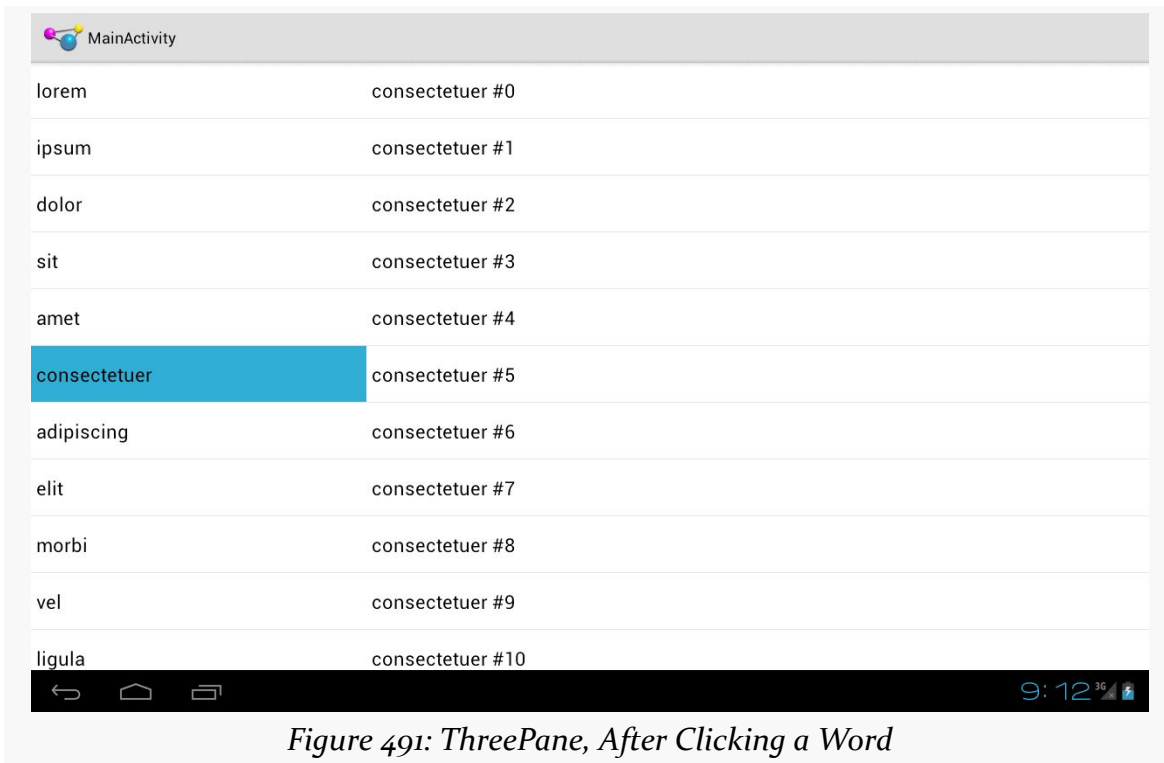 MainActivity
lorem consectetuer #0
ipsum consectetuer #1
dolor consectetuer #2
sit consectetuer #3
amet consectetuer #4
consectetuer consectetuer #5
adipiscing consectetuer #6
elit consectetuer #7
morbi consectetuer #8
vel consectetuer #9
ligula consectetuer #10
9:12 3G
Figure 491: ThreePane, After Clicking a Word